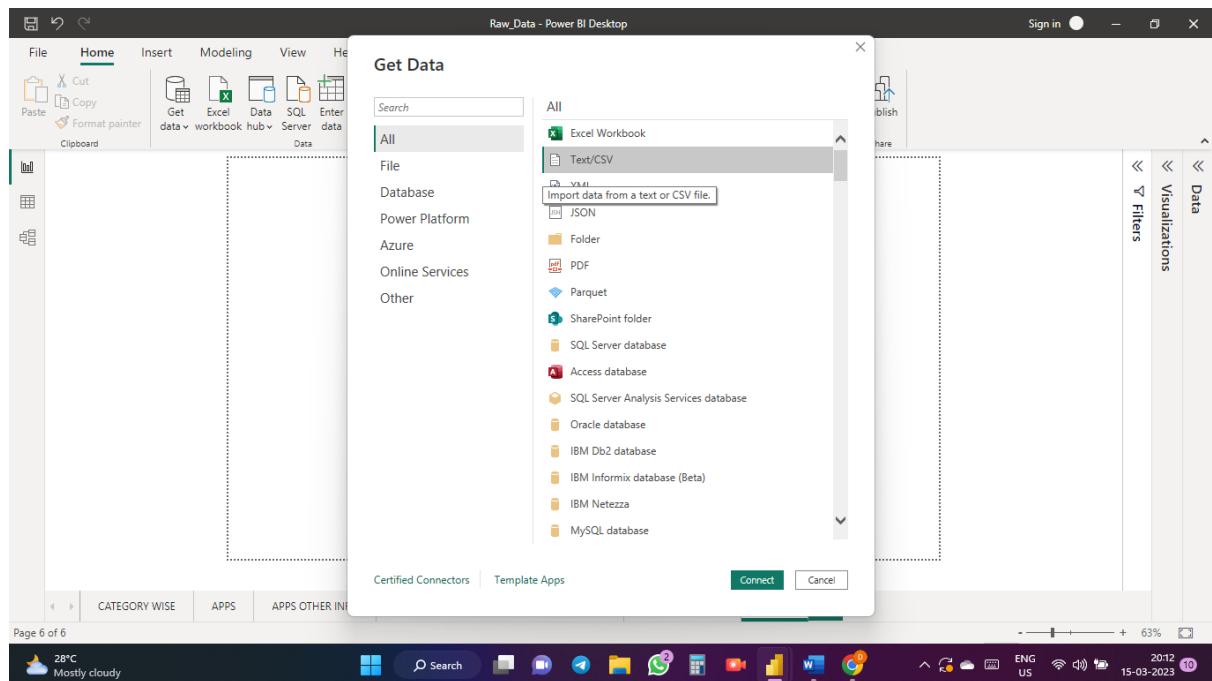 Raw_Data - Power BI Desktop
Sign in
File Home Insert Modeling View He
Paste
Cut
Copy
Format painter
Clipboard
Get data
Excel workbook
Data hub
SQL Server
Enter data
Data
blish
hare
Get Data
Search
All
File
Database
Power Platform
Azure
Online Services
Other
All
Excel Workbook
Text/CSV
Import data from a text or CSV file.
JSON
Folder
PDF
Parquet
SharePoint folder
SQL Server database
Access database
SQL Server Analysis Services database
Oracle database
IBM Db2 database
IBM Informix database (Beta)
IBM Netezza
MySQL database
Certified Connectors
Template Apps
Connect
Cancel
Filters
Visualizations
Data
CATEGORY WISE APPS APPS OTHER INF
Page 6 of 6
63%
28°C
Mostly cloudy
Search
2
ENG
US
20:12
15-03-2023
10